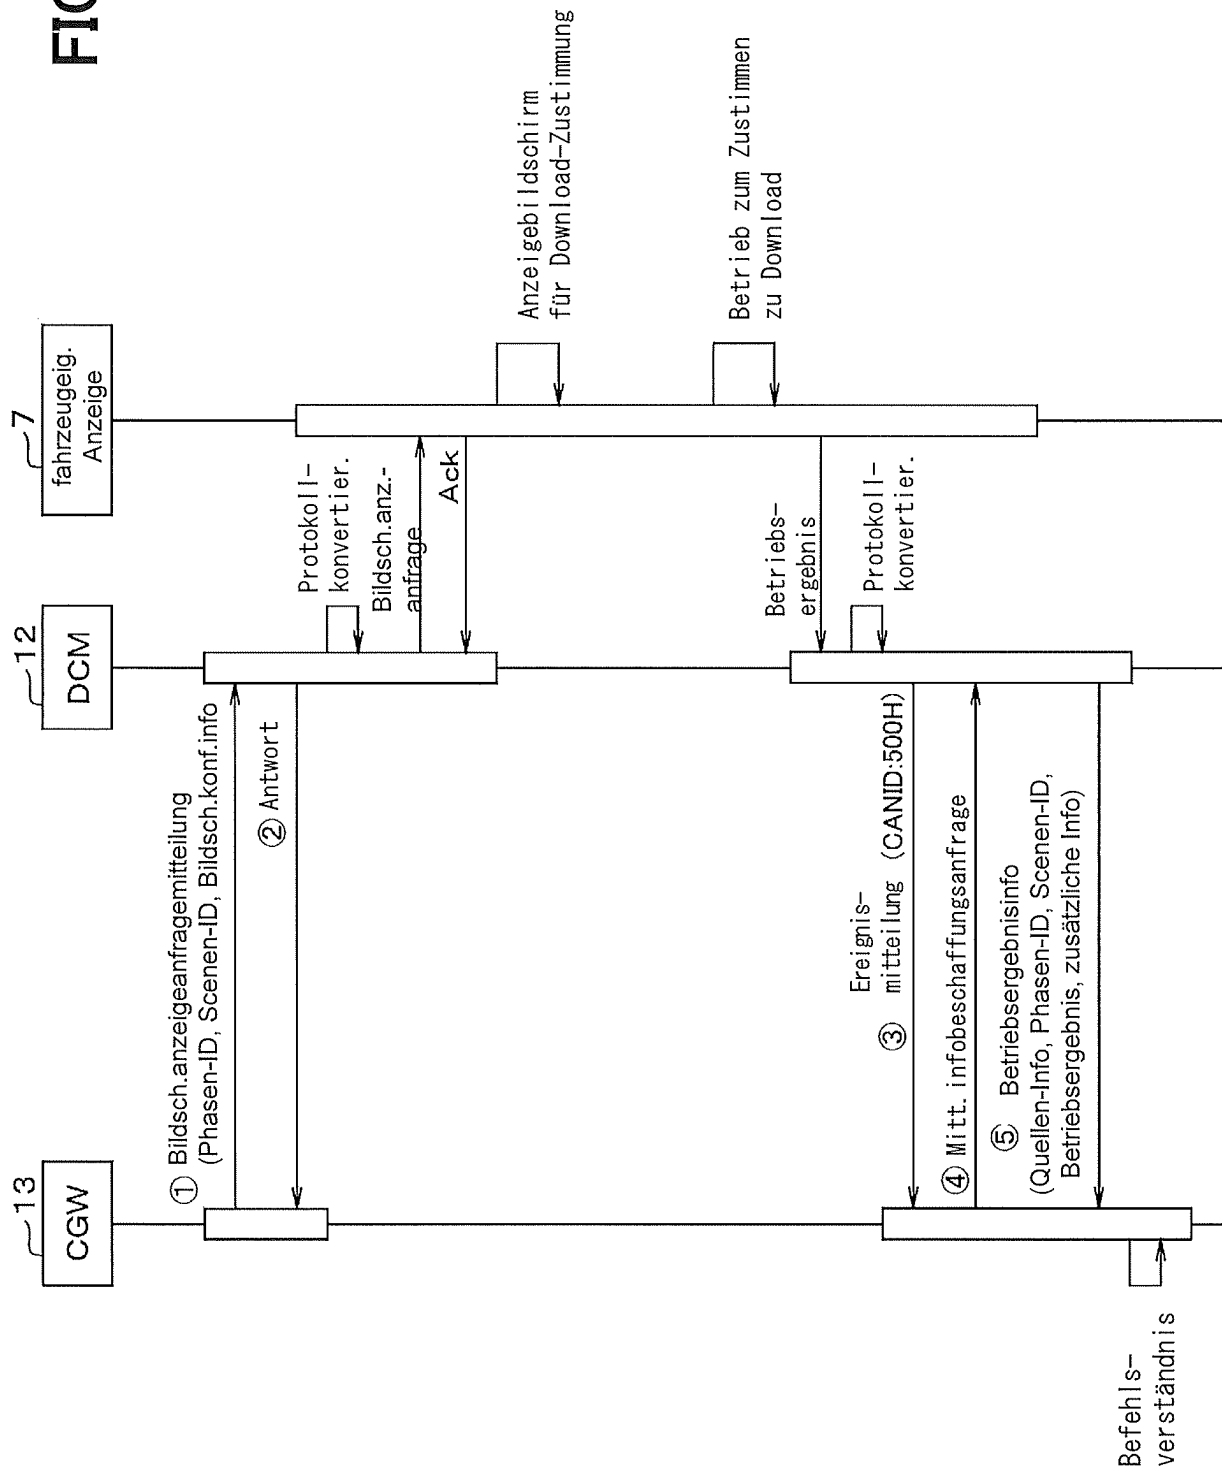 FIG
13
CGW
12
DCM
7
fahrzeugeig.
Anzeige
① Bildsch.anzeigeanfragemitteilung
(Phasen-ID, Scenen-ID, Bildsch.konf.info
② Antwort
Protokoll-
konvertier.
Bildsch.anz.-
anfrage
Ack
Anzeigebildschirm
für Download-Zustimmung
Betrieb zum Zustimmen
zu Download
Betriebs-
ergebnis
Protokoll-
konvertier.
Ereignis-
③ mitteilung (CANID:500H)
④ Mitt. infobeschaffungsanfrage
⑤ Betriebsergebnisinfo
(Quellen-Info, Phasen-ID, Scenen-ID,
Betriebsergebnis, zusätzliche Info)
Befehls-
verständnis